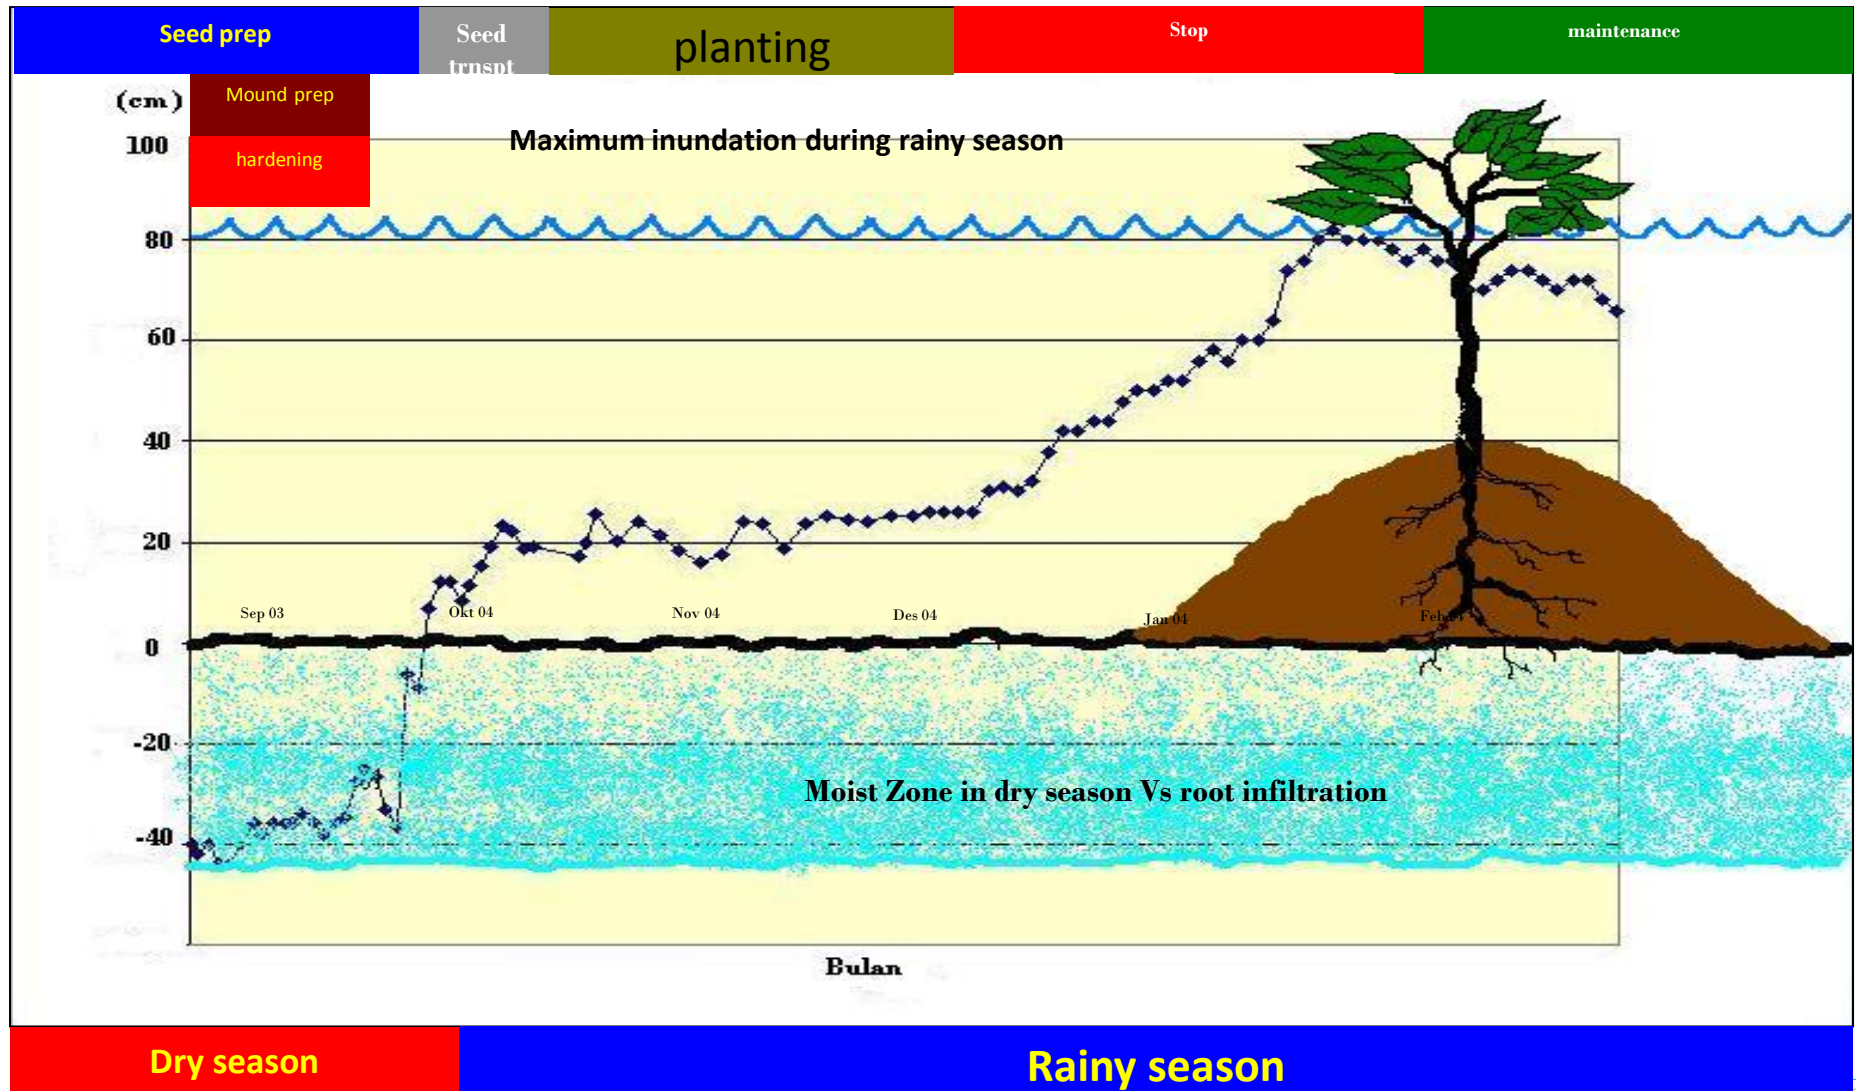 Seed prep
Seed
trnspt
planting
Stop
maintenance
Mound prep
hardening
(cm)
Maximum inundation during rainy season
100
80
60
40
20
0
-20
-40
Sep 03
Okt 04
Nov 04
Des 04
Jan 04
Moist Zone in dry season Vs root infiltration
Bulan
Dry season
Rainy season